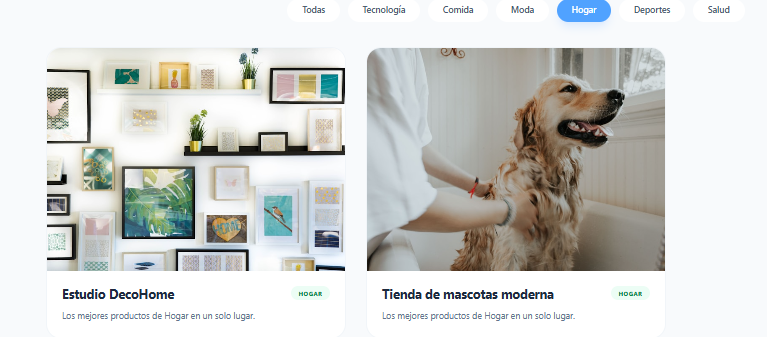 Todas Tecnología Comida Moda Hogar Deportes Salud
Estudio DecoHome HOGAR
Los mejores productos de Hogar en un solo lugar.
Tienda de mascotas moderna HOGAR
Los mejores productos de Hogar en un solo lugar.